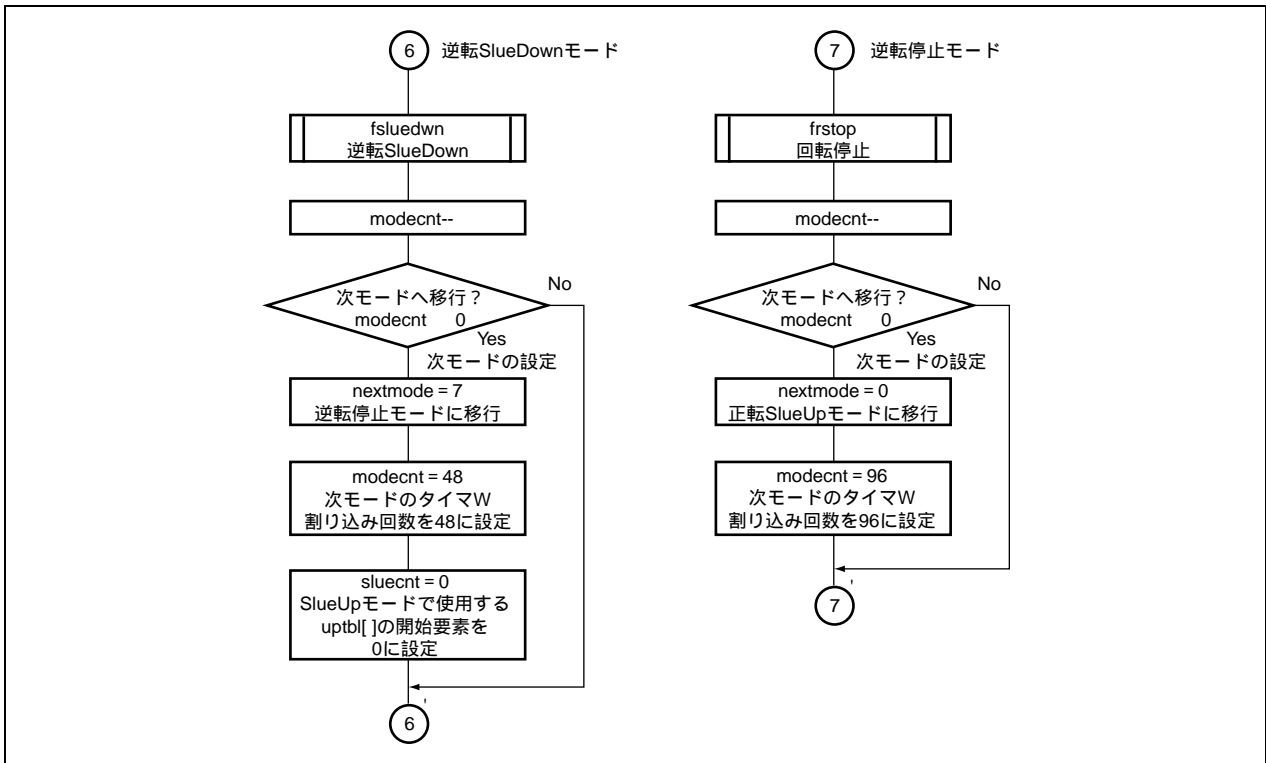 6 逆転SlueDownモード
fsluedwn
逆転SlueDown
modecnt--
次モードへ移行？
modecnt 0
No
Yes
次モードの設定
nextmode = 7
逆転停止モードに移行
modecnt = 48
次モードのタイマW
割り込み回数を48に設定
sluecnt = 0
SlueUpモードで使用する
uptbl[ ]の開始要素を
0に設定
6'
7 逆転停止モード
frstop
回転停止
modecnt--
次モードへ移行？
modecnt 0
No
Yes
次モードの設定
nextmode = 0
正転SlueUpモードに移行
modecnt = 96
次モードのタイマW
割り込み回数を96に設定
7'